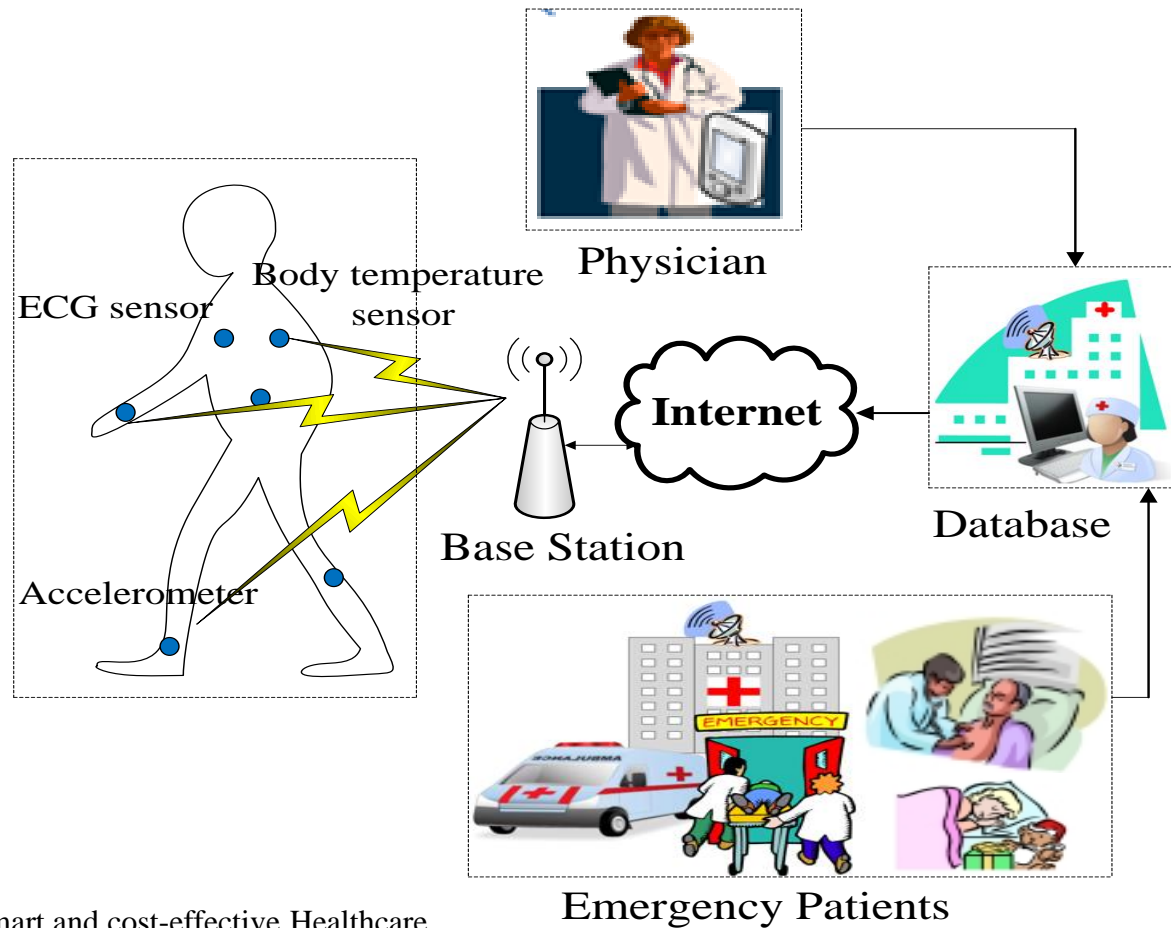 Physician
Body temperature
sensor
ECG sensor
Internet
Database
Base Station
Accelerometer
EMERGENCY
AMBULANCE
Emergency Patients
and cost-effective Healthcare